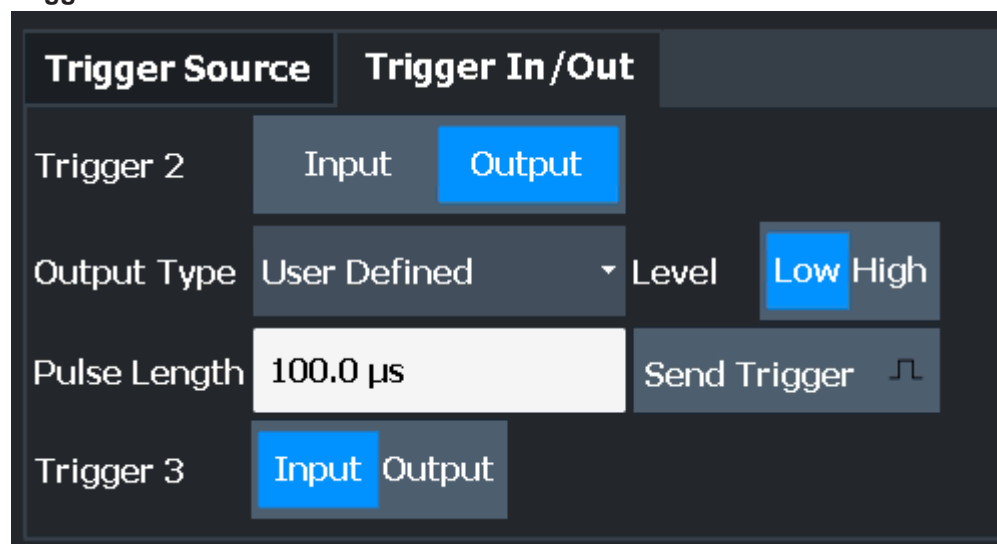 Trigger Source Trigger In/Out
Trigger 2 Input Output
Output Type User Defined Level Low High
Pulse Length 100.0 µs Send Trigger
Trigger 3 Input Output